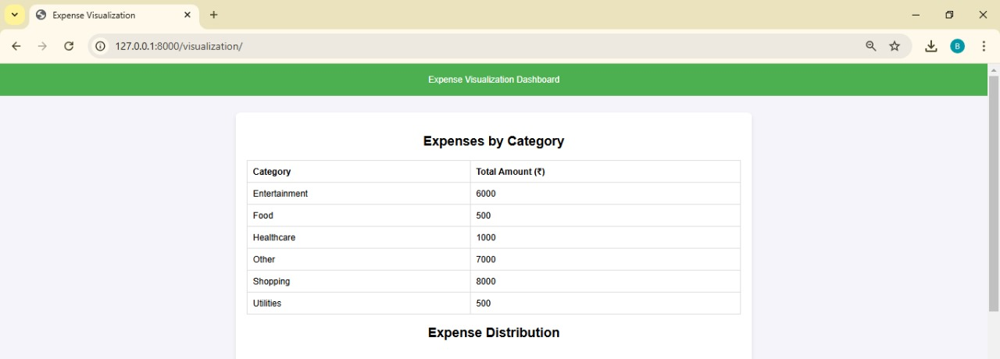 Expense Visualization
127.0.0.1:8000/visualization/
B
Expense Visualization Dashboard
Expenses by Category
Category Total Amount (₹)
Entertainment 6000
Food 500
Healthcare 1000
Other 7000
Shopping 8000
Utilities 500
Expense Distribution